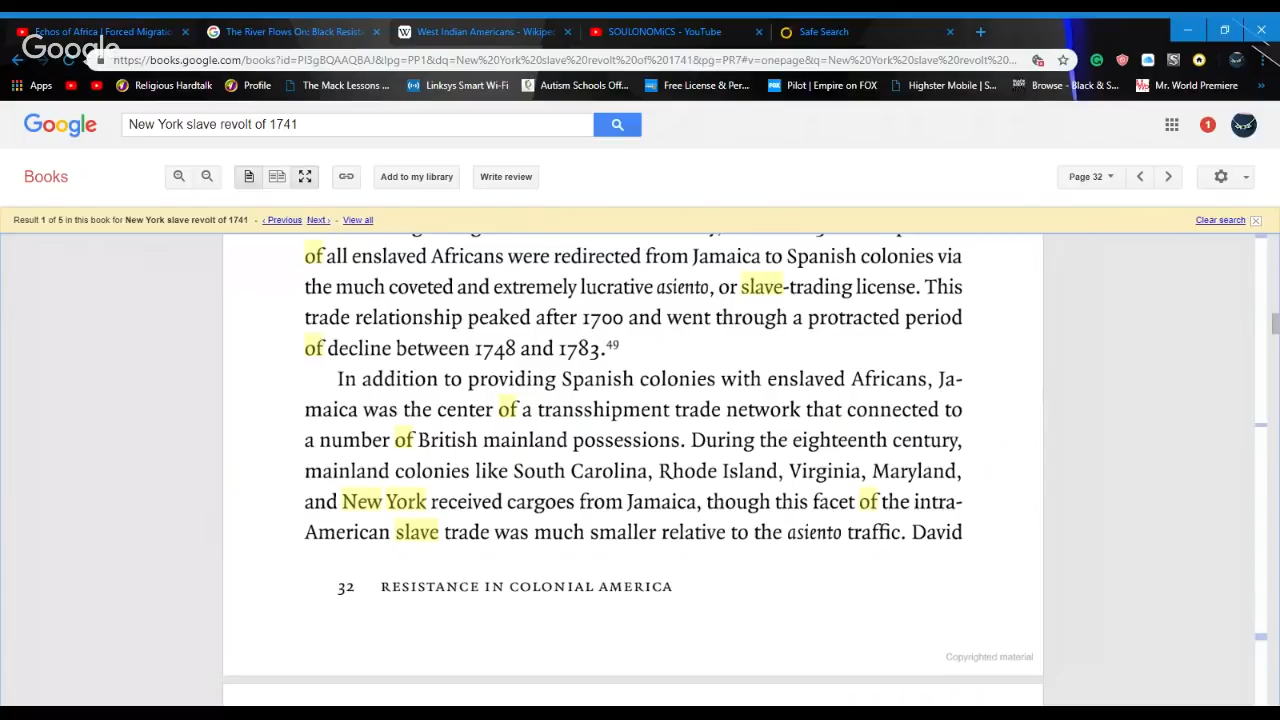 Echos of Africa | Forced Migratio
The River Flows On: Black Resist
West Indian Americans - Wikipe
SOULONOMiCS - YouTube
Safe Search
Google
https://books.google.com/books?id=PI3gBQAAQBAJ&lpg=PP1&dq=New%20York%20slave%20revolt%20of%201741&pg=PR7#v=onepage&q=New%20York%20slave%20revolt%20o...
Apps
Religious Hardtalk
Profile
The Mack Lessons ...
Linksys Smart Wi-Fi
Autism Schools Off...
Free License & Per...
Pilot | Empire on FOX
Highster Mobile | S...
Browse - Black & S...
Mr. World Premiere
Google
New York slave revolt of 1741
1
Books
Add to my library
Write review
Page 32
Result 1 of 5 in this book for New York slave revolt of 1741 - ‹ Previous Next › - View all
Clear search
of all enslaved Africans were redirected from Jamaica to Spanish colonies via
the much coveted and extremely lucrative asiento, or slave-trading license. This
trade relationship peaked after 1700 and went through a protracted period
of decline between 1748 and 1783.49
In addition to providing Spanish colonies with enslaved Africans, Ja-
maica was the center of a transshipment trade network that connected to
a number of British mainland possessions. During the eighteenth century,
mainland colonies like South Carolina, Rhode Island, Virginia, Maryland,
and New York received cargoes from Jamaica, though this facet of the intra-
American slave trade was much smaller relative to the asiento traffic. David
32 RESISTANCE IN COLONIAL AMERICA
Copyrighted material